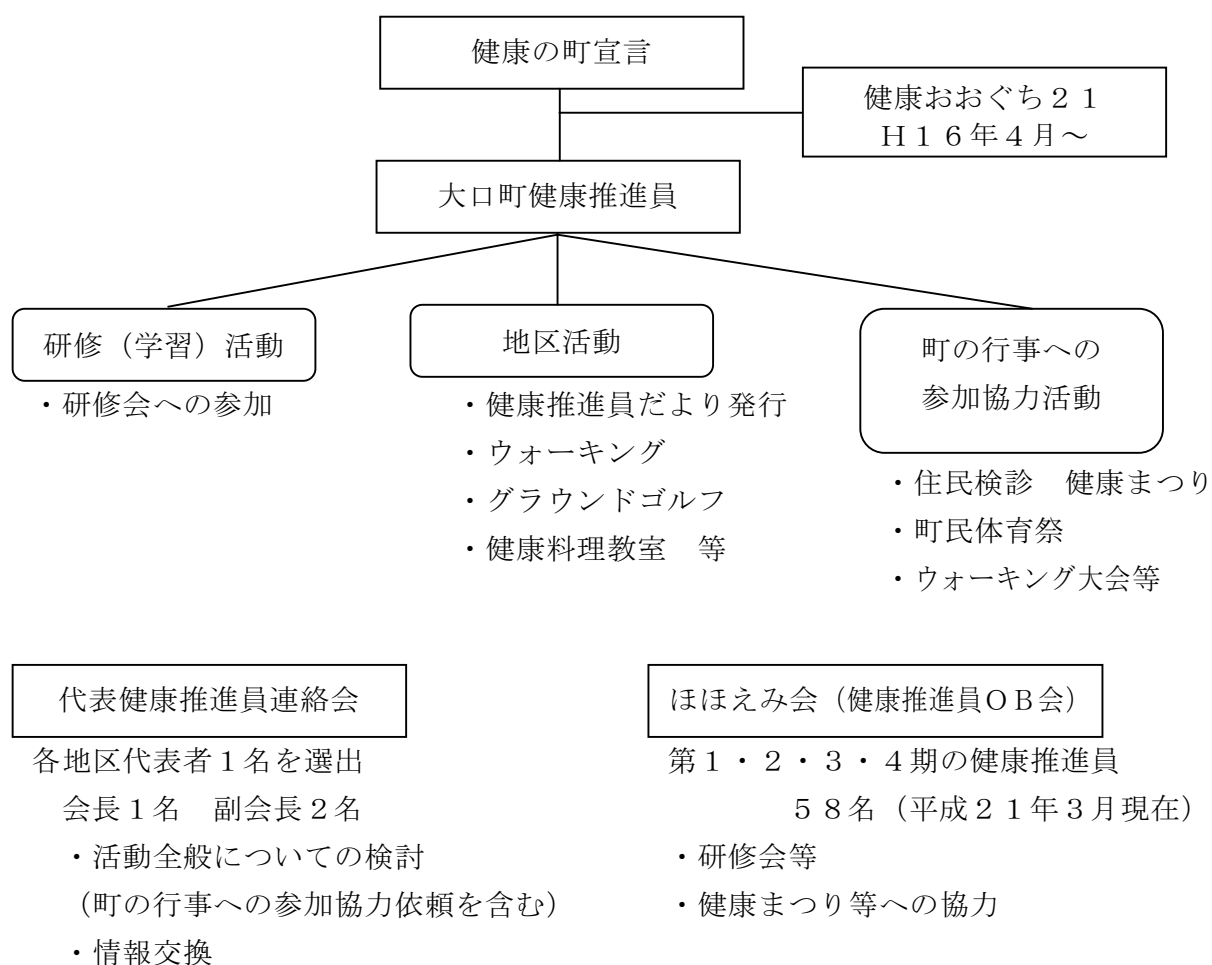 健康の町宣言
健康おおぐち２１
Ｈ１６年４月～
大口町健康推進員
研修（学習）活動
・研修会への参加
地区活動
・健康推進員だより発行
・ウォーキング
・グラウンドゴルフ
・健康料理教室　等
町の行事への
参加協力活動
・住民検診　健康まつり
・町民体育祭
・ウォーキング大会等
代表健康推進員連絡会
各地区代表者１名を選出
会長１名　副会長２名
・活動全般についての検討
（町の行事への参加協力依頼を含む）
・情報交換
ほほえみ会（健康推進員ＯＢ会）
第１・２・３・４期の健康推進員
５８名（平成２１年３月現在）
・研修会等
・健康まつり等への協力